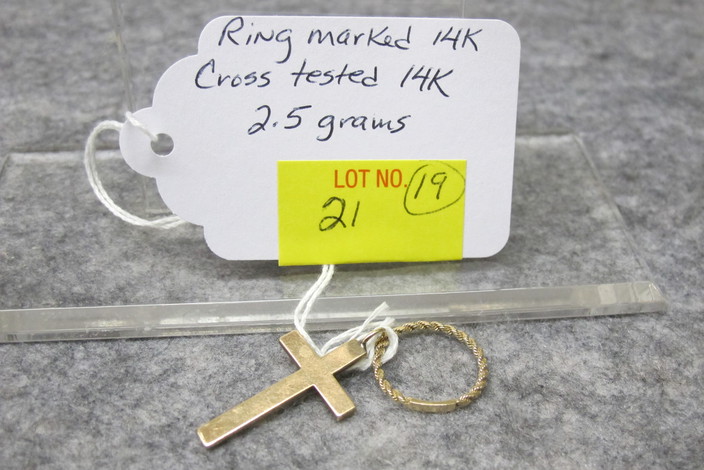 Ring marked 14K
Cross tested 14K
2.5 grams
LOT NO. 19
21